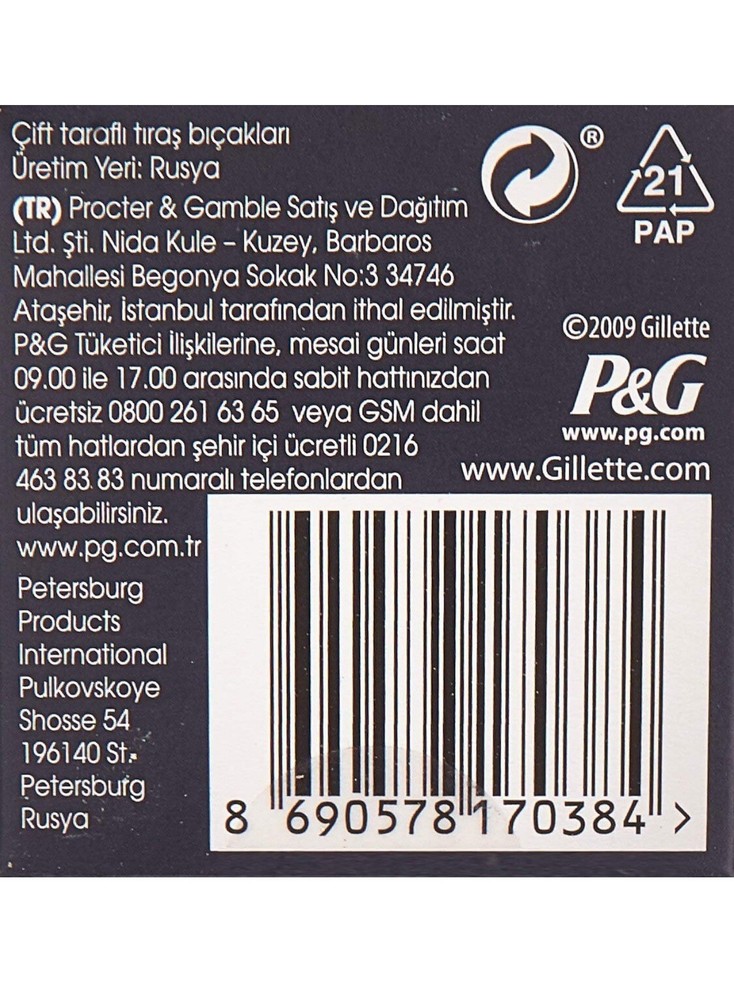 Çift taraflı tıraş bıçakları
Üretim Yeri: Rusya
(TR) Procter & Gamble Satış ve Dağıtım
Ltd. Şti. Nida Kule – Kuzey, Barbaros
Mahallesi Begonya Sokak No:3 34746
Ataşehir, İstanbul tarafından ithal edilmiştir.
P&G Tüketici İlişkilerine, mesai günleri saat
09.00 ile 17.00 arasında sabit hattınızdan
ücretsiz 0800 261 63 65 veya GSM dahil
tüm hatlardan şehir içi ücretli 0216
463 83 83 numaralı telefonlardan
ulaşabilirsiniz.
www.pg.com.tr
Petersburg
Products
International
Pulkovskoye
Shosse 54
196140 St.
Petersburg
Rusya
®
21
PAP
©2009 Gillette
P&G
www.pg.com
www.Gillette.com
8 690578 170384 >